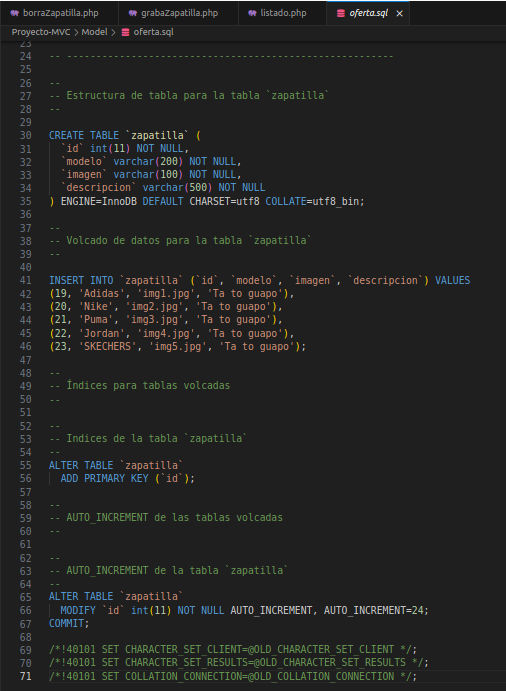 borraZapatilla.php grabaZapatilla.php listado.php oferta.sql
Proyecto-MVC > Model > oferta.sql
23
24 -- --------------------------------------------------------
25
26 --
27 -- Estructura de tabla para la tabla `zapatilla`
28 --
29
30 CREATE TABLE `zapatilla` (
31 `id` int(11) NOT NULL,
32 `modelo` varchar(200) NOT NULL,
33 `imagen` varchar(100) NOT NULL,
34 `descripcion` varchar(500) NOT NULL
35 ) ENGINE=InnoDB DEFAULT CHARSET=utf8 COLLATE=utf8_bin;
36
37 --
38 -- Volcado de datos para la tabla `zapatilla`
39 --
40
41 INSERT INTO `zapatilla` (`id`, `modelo`, `imagen`, `descripcion`) VALUES
42 (19, 'Adidas', 'img1.jpg', 'Ta to guapo'),
43 (20, 'Nike', 'img2.jpg', 'Ta to guapo'),
44 (21, 'Puma', 'img3.jpg', 'Ta to guapo'),
45 (22, 'Jordan', 'img4.jpg', 'Ta to guapo'),
46 (23, 'SKECHERS', 'img5.jpg', 'Ta to guapo');
47
48 --
49 -- Índices para tablas volcadas
50 --
51
52 --
53 -- Indices de la tabla `zapatilla`
54 --
55 ALTER TABLE `zapatilla`
56 ADD PRIMARY KEY (`id`);
57
58 --
59 -- AUTO_INCREMENT de las tablas volcadas
60 --
61
62 --
63 -- AUTO_INCREMENT de la tabla `zapatilla`
64 --
65 ALTER TABLE `zapatilla`
66 MODIFY `id` int(11) NOT NULL AUTO_INCREMENT, AUTO_INCREMENT=24;
67 COMMIT;
68
69 /*!40101 SET CHARACTER_SET_CLIENT=@OLD_CHARACTER_SET_CLIENT */;
70 /*!40101 SET CHARACTER_SET_RESULTS=@OLD_CHARACTER_SET_RESULTS */;
71 /*!40101 SET COLLATION_CONNECTION=@OLD_COLLATION_CONNECTION */;